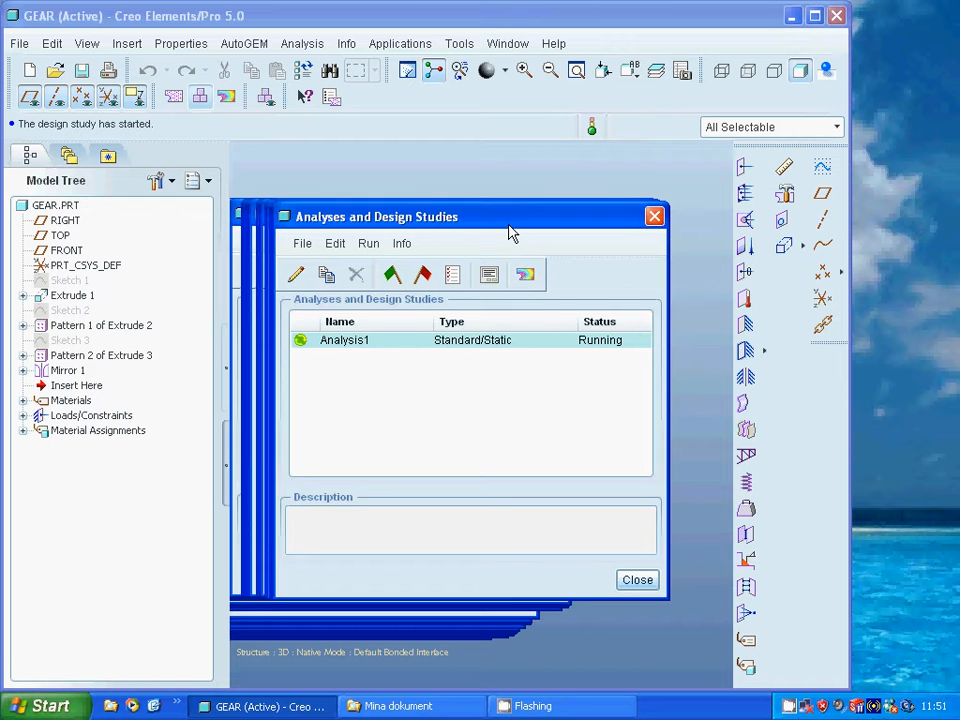 GEAR (Active) - Creo Elements/Pro 5.0
File Edit View Insert Properties AutoGEM Analysis Info Applications Tools Window Help
The design study has started.
All Selectable
Model Tree
GEAR.PRT
RIGHT
TOP
FRONT
PRT_CSYS_DEF
Sketch 1
Extrude 1
Sketch 2
Pattern 1 of Extrude 2
Sketch 3
Pattern 2 of Extrude 3
Mirror 1
Insert Here
Materials
Loads/Constraints
Material Assignments
Analyses and Design Studies
File Edit Run Info
Analyses and Design Studies
Name Type Status
Analysis1 Standard/Static Running
Description
Close
Structure : 3D : Native Mode : Default Bonded Interface
Start
GEAR (Active) - Creo ...
Mina dokument
Flashing
11:51